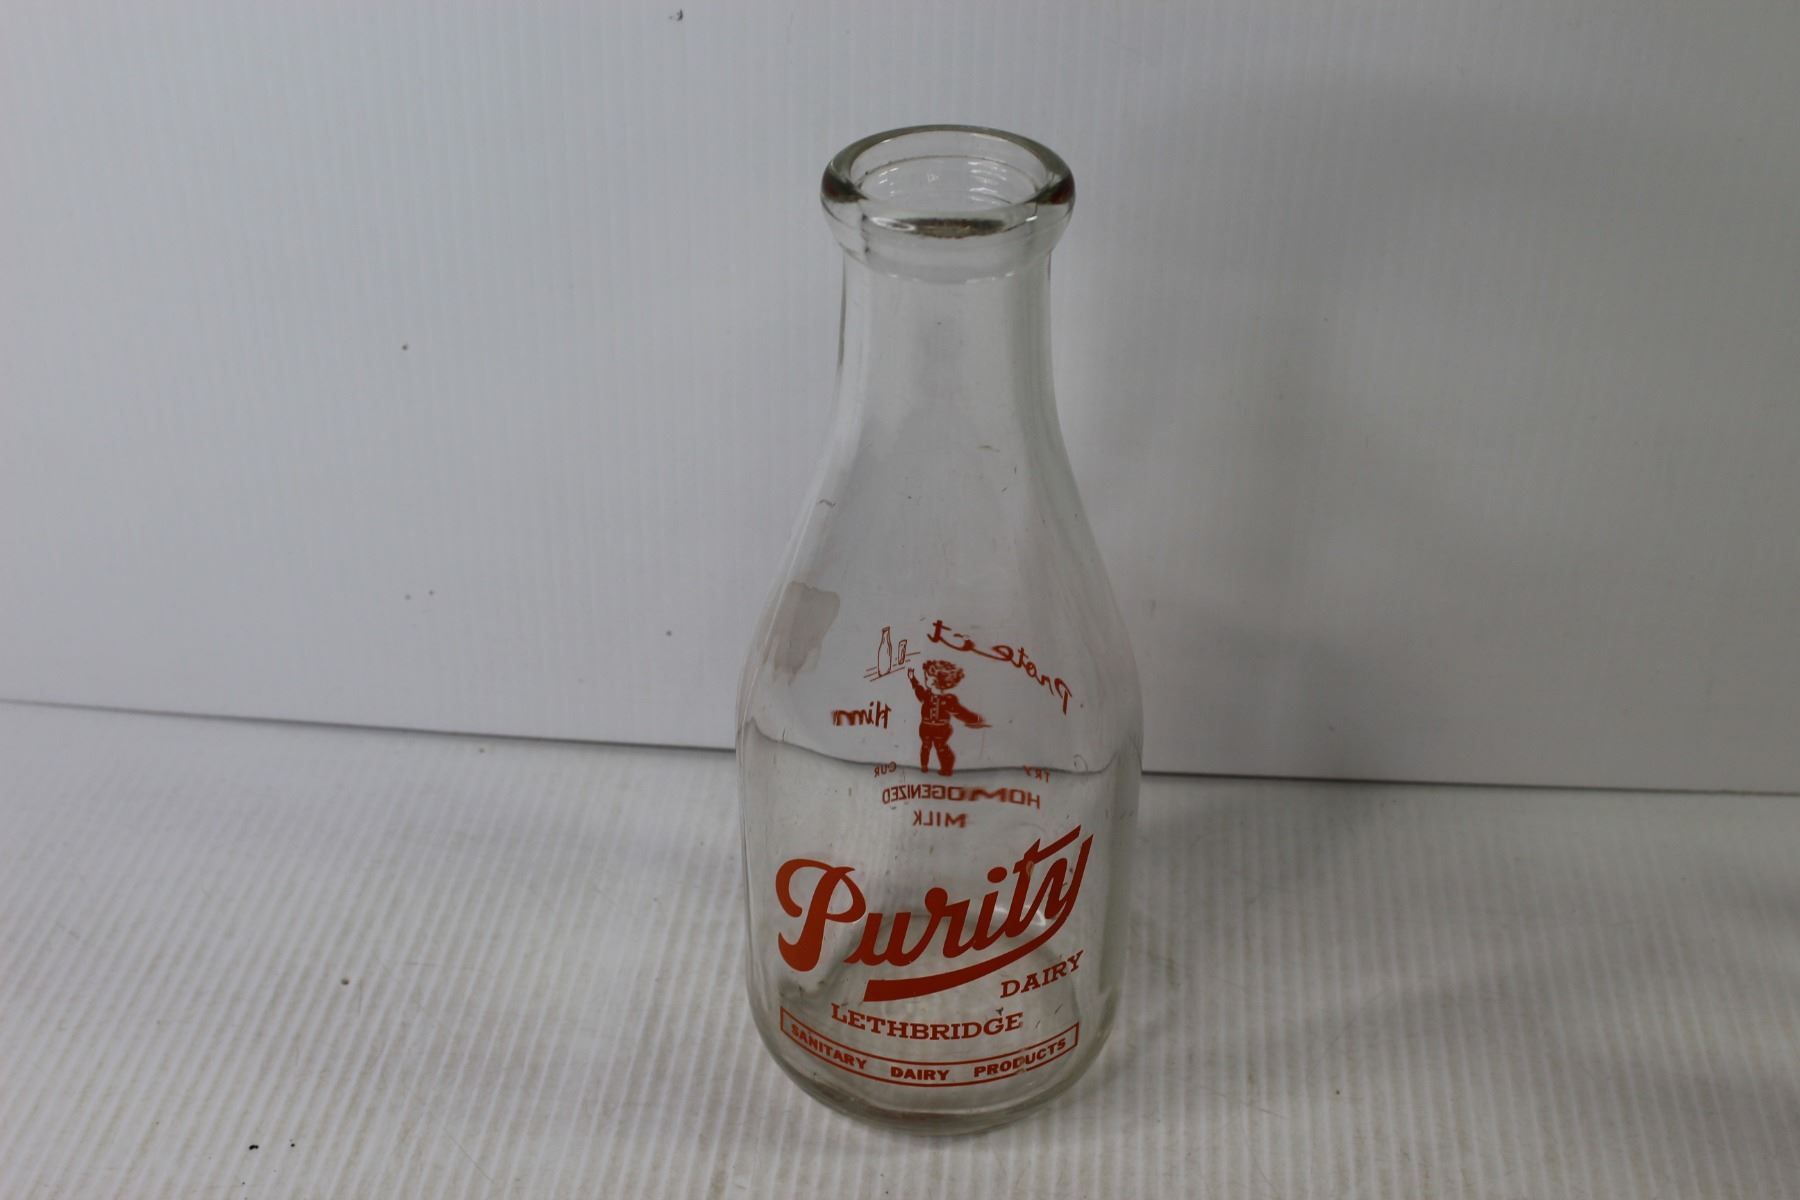 Protect
Him
TRY OUR
HOMOGENIZED
MILK
Purity
DAIRY
LETHBRIDGE
SANITARY DAIRY PRODUCTS